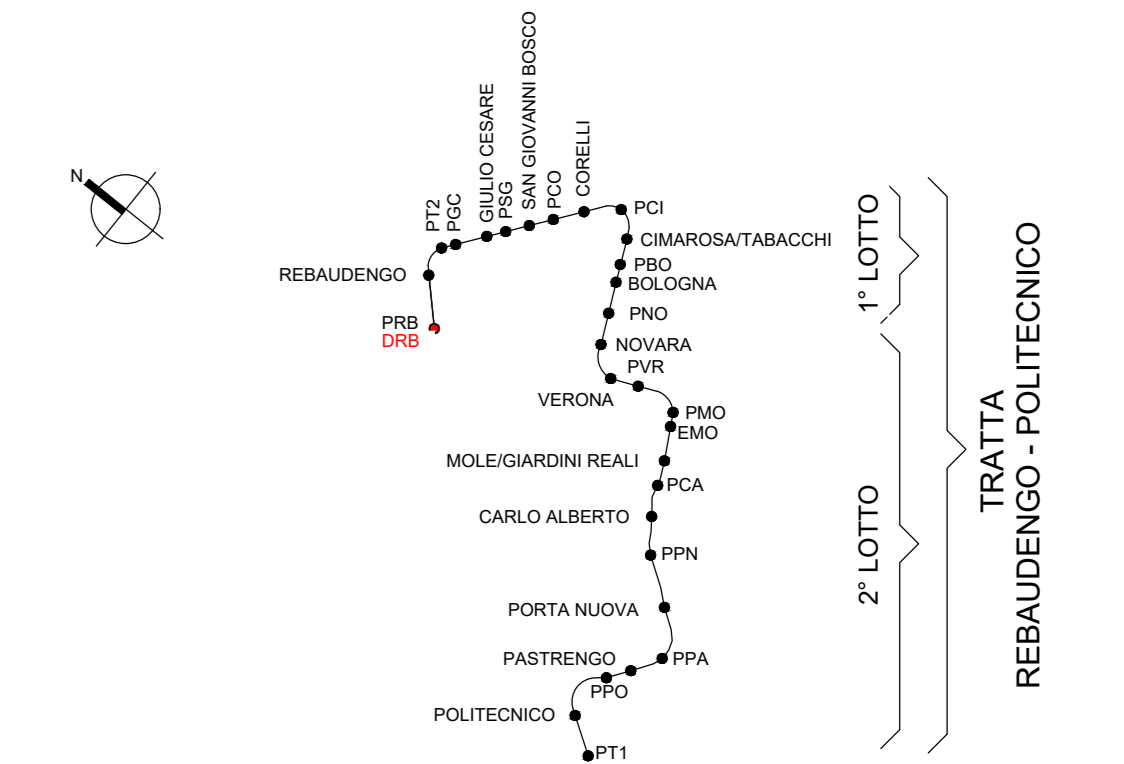 N
PT2
PGC
GIULIO CESARE
PSG
SAN GIOVANNI BOSCO
PCO
CORELLI
PCI
CIMAROSA/TABACCHI
REBAUDENGO
PBO
BOLOGNA
PRB
DRB
PNO
NOVARA
PVR
VERONA
PMO
EMO
MOLE/GIARDINI REALI
PCA
CARLO ALBERTO
PPN
PORTA NUOVA
PASTRENGO
PPA
PPO
POLITECNICO
PT1
1° LOTTO
2° LOTTO
TRATTA
REBAUDENGO - POLITECNICO